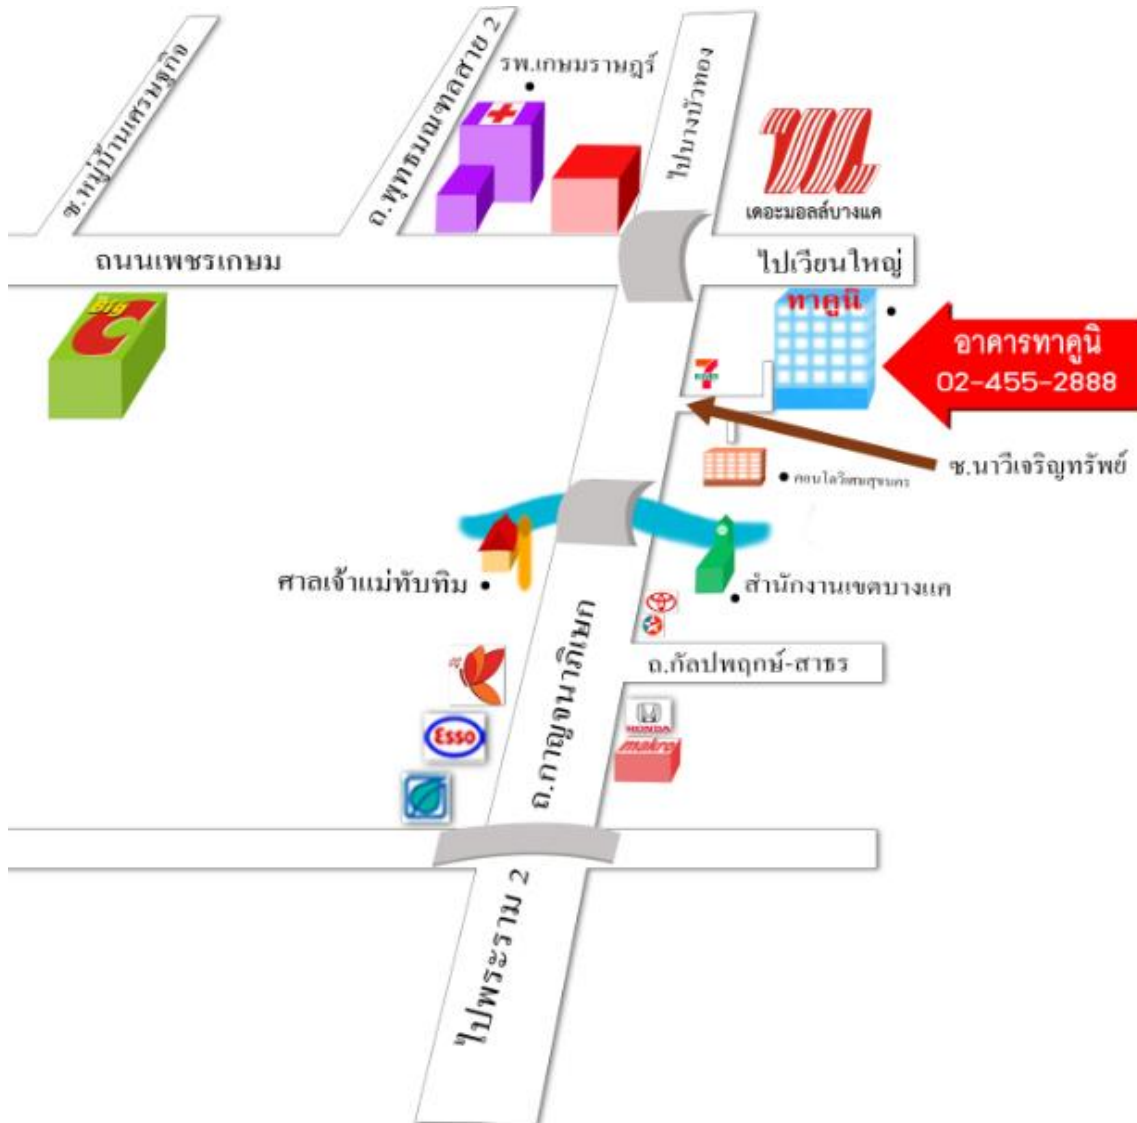 ซ.หมู่บ้านเศรษฐกิจ
ถ.พุทธมณฑลสาย 2
รพ.เกษมราษฎร์
ไปบางบัวทอง
เดอะมอลล์บางแค
ถนนเพชรเกษม
ไปเวียนใหญ่
Big C
ทาคูนิ
อาคารทาคูนิ
02-455-2888
7
ซ.นาวีเจริญทรัพย์
ศาลเจ้าแม่ทับทิม
สำนักงานเขตบางแค
ถ.กัลปพฤกษ์-สาธร
ถ.กาญจนาภิเษก
Esso
HONDA
makro
ไปพระราม 2